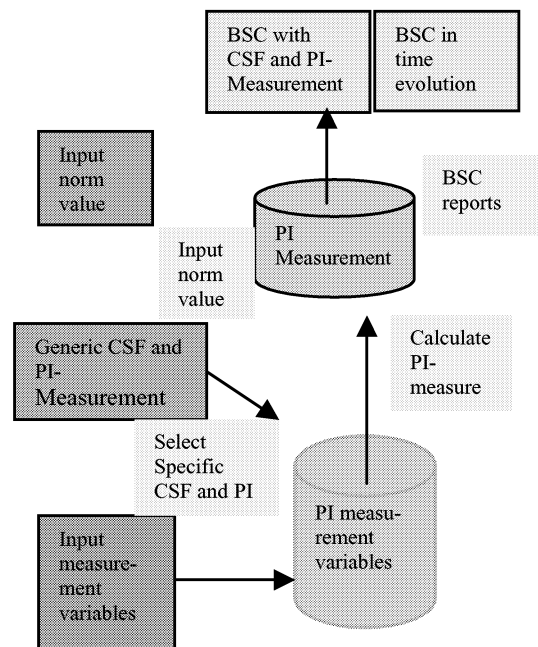 BSC with
CSF and PI-
Measurement
BSC in
time
evolution
Input
norm
value
BSC
reports
PI
Measurement
Input
norm
value
Generic CSF and
PI-
Measurement
Calculate
PI-
measure
Select
Specific
CSF and PI
PI measu-
rement
variables
Input
measure-
ment
variables